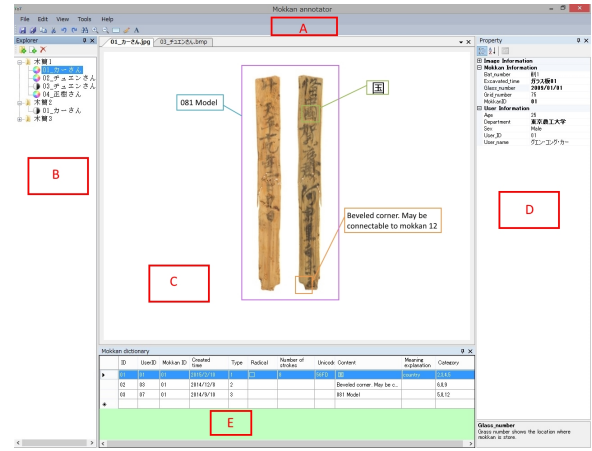 Mokkan annotator
File Edit View Tools Help
A
Explorer
木簡1
01_カーさん
02_チュエンさん
03_チュエンさん
04_正樹さん
木簡2
01_カーさん
木簡3
B
01_カーさん.jpg 03_チュエンさん.bmp
081 Model
国
Beveled corner. May be
connectable to mokkan 12
C
Property
Image Information
Mokkan Information
Excavated_time ガラス板01
Glass_number 2009/01/01
Grid_number 75
MokkanID 01
User Information
Age 25
Department 東京農工大学
Sex Male
User_ID 01
User_name グエン・コング・カー
D
Glass_number
Grass number shows the location where
mokkan is store.
Mokkan dictionary
ID UserID Mokkan ID Created time Type Radical Number of strokes Unicode Content Meaning explanation Category
01 01 01 2015/2/10 1 囗 8 56FD 国 country 2,3,4,5
02 03 01 2014/12/8 2 Beveled corner. May be c... 6,8,9
03 07 01 2014/9/10 3 081 Model 5,8,12
E